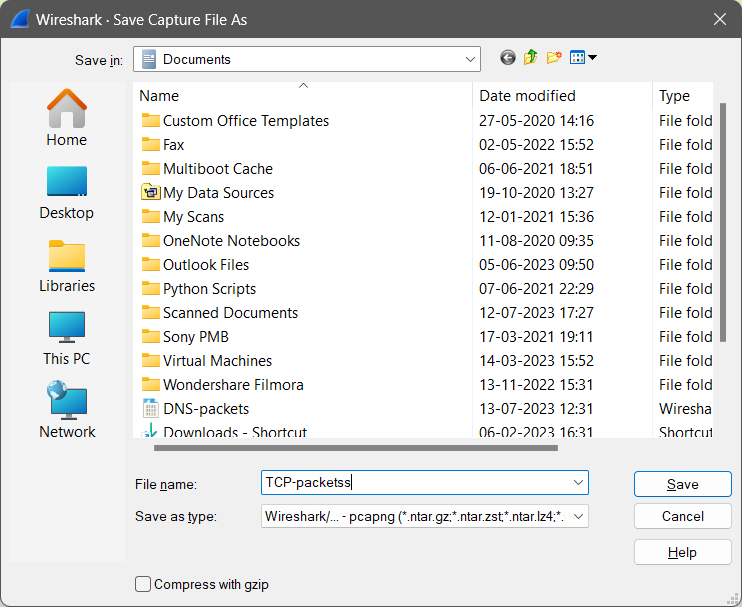 Wireshark · Save Capture File As
Save in: Documents
Name Date modified Type
Custom Office Templates 27-05-2020 14:16 File fold
Fax 02-05-2022 15:52 File fold
Multiboot Cache 06-06-2021 18:51 File fold
My Data Sources 19-10-2020 13:27 File fold
My Scans 12-01-2021 15:36 File fold
OneNote Notebooks 11-08-2020 09:35 File fold
Outlook Files 05-06-2023 09:50 File fold
Python Scripts 07-06-2021 22:29 File fold
Scanned Documents 12-07-2023 17:27 File fold
Sony PMB 17-03-2021 19:11 File fold
Virtual Machines 14-03-2023 15:52 File fold
Wondershare Filmora 13-11-2022 15:31 File fold
DNS-packets 13-07-2023 12:31 Wiresha
Downloads - Shortcut 06-02-2023 16:31 Shortcut
Home
Desktop
Libraries
This PC
Network
File name: TCP-packetss Save
Save as type: Wireshark/... - pcapng (*.ntar.gz;*.ntar.zst;*.ntar.lz4;*. Cancel
Help
Compress with gzip